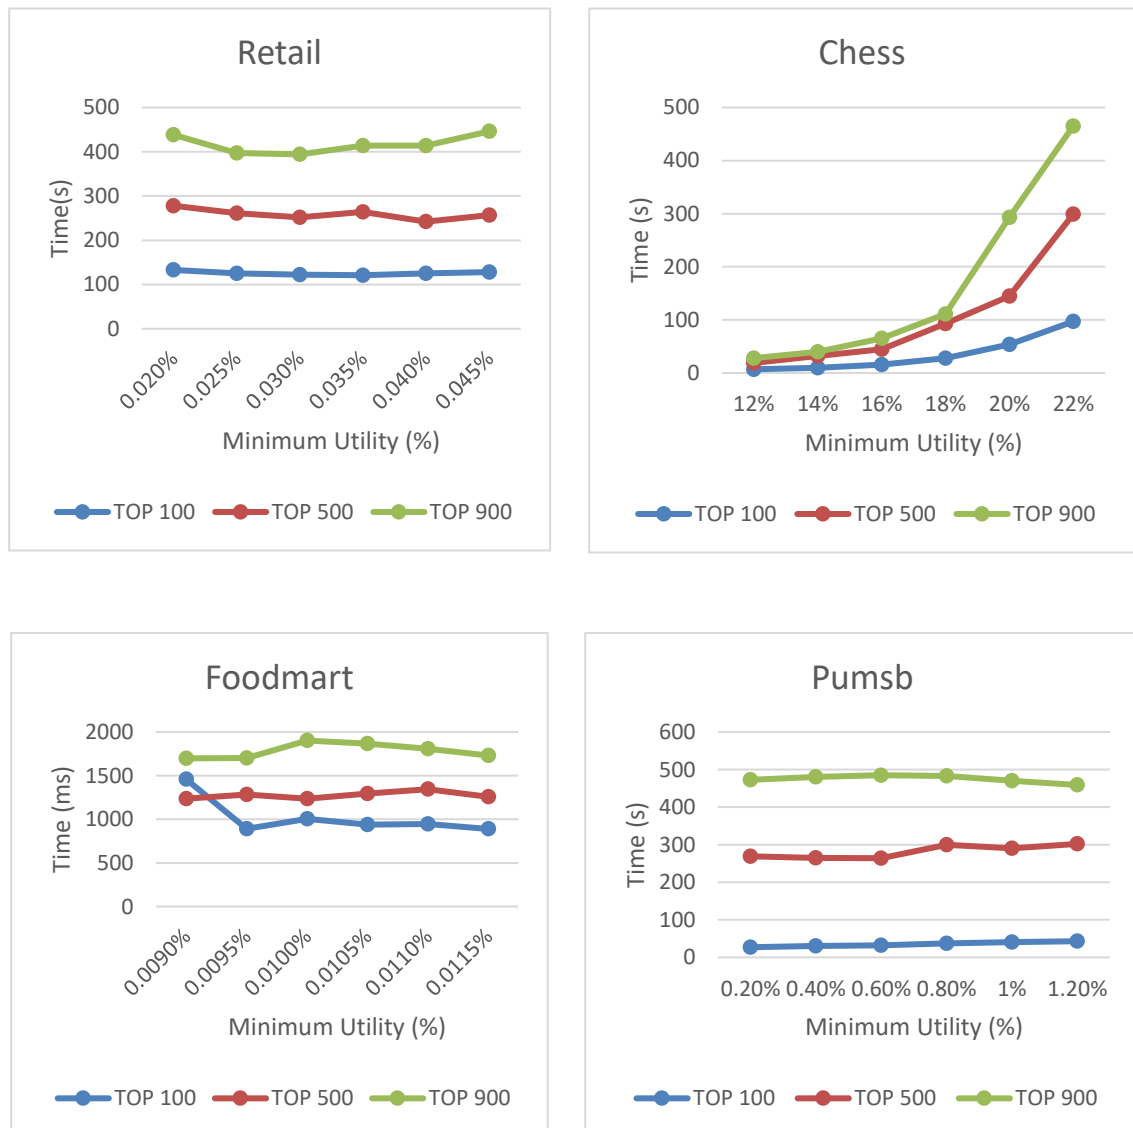 Retail
500
400
300
200
100
0
Time(s)
0.020%
0.025%
0.030%
0.035%
0.040%
0.045%
Minimum Utility (%)
TOP 100 TOP 500 TOP 900
Chess
500
400
300
200
100
0
Time (s)
12% 14% 16% 18% 20% 22%
Minimum Utility (%)
TOP 100 TOP 500 TOP 900
Foodmart
2000
1500
1000
500
0
Time (ms)
0.0090%
0.0095%
0.0100%
0.0105%
0.0110%
0.0115%
Minimum Utility (%)
TOP 100 TOP 500 TOP 900
Pumsb
600
500
400
300
200
100
0
Time (s)
0.20% 0.40% 0.60% 0.80% 1% 1.20%
Minimum Utility (%)
TOP 100 TOP 500 TOP 900